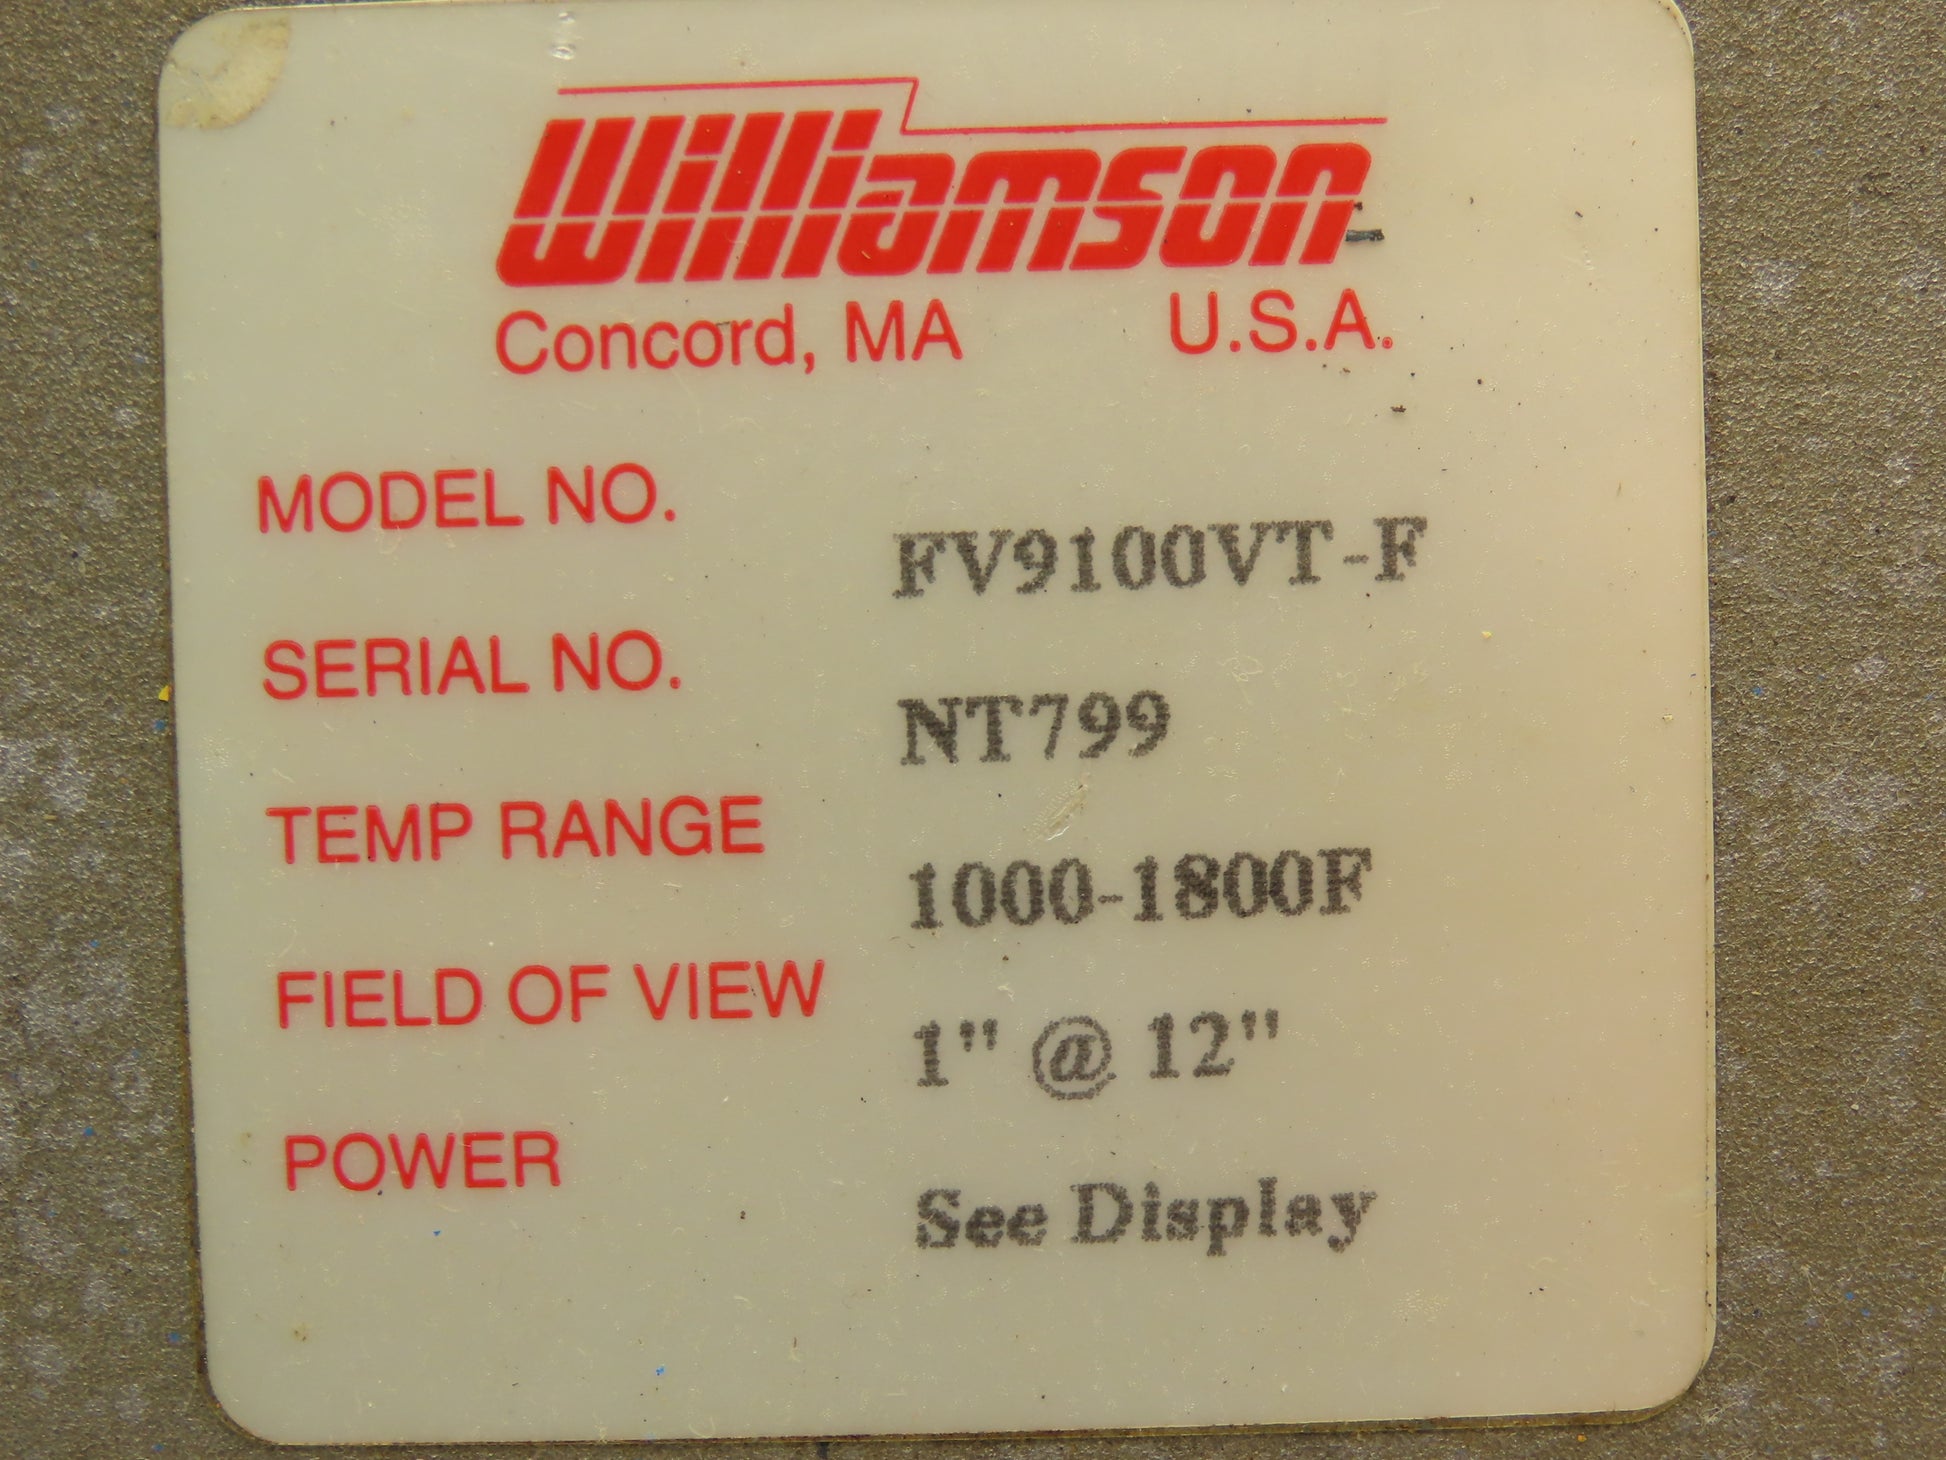 Williamson
Concord, MA U.S.A.
MODEL NO. FV9100VT-F
SERIAL NO. NT799
TEMP RANGE 1000-1800F
FIELD OF VIEW 1" @ 12"
POWER See Display